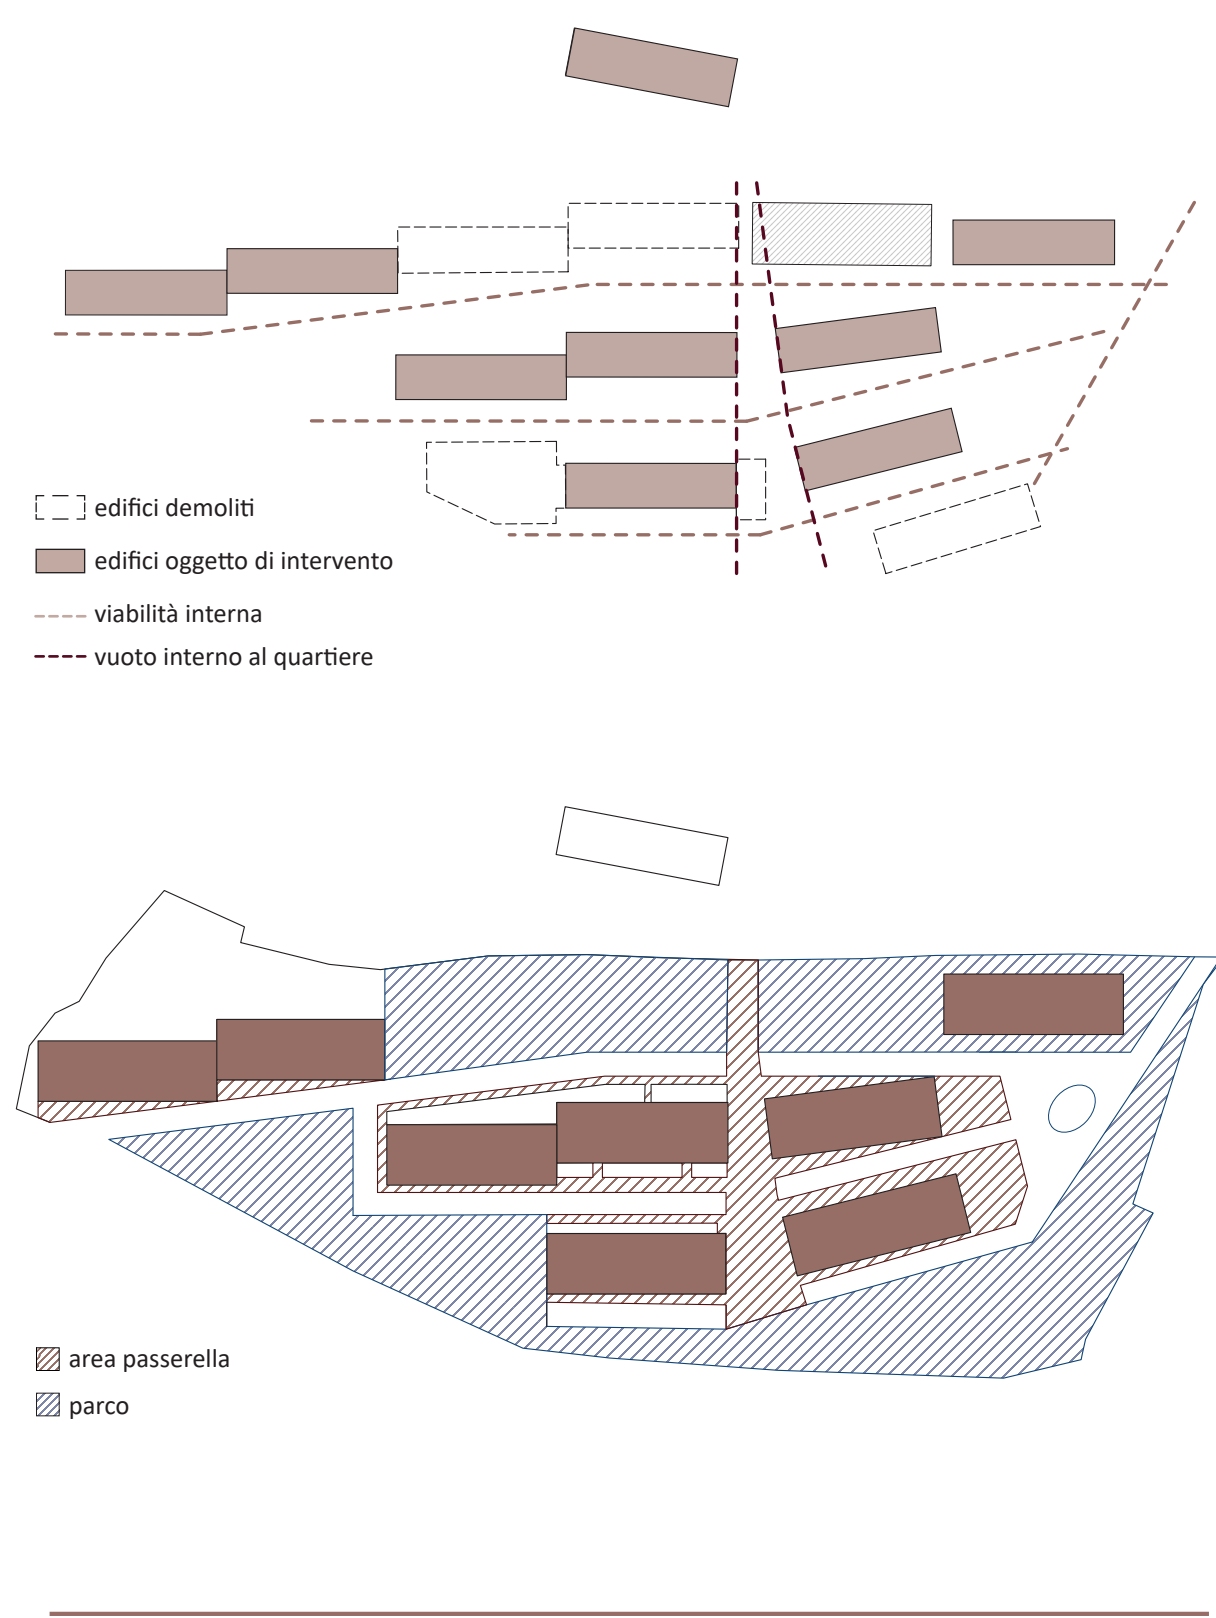 edifici demoliti
edifici oggetto di intervento
viabilità interna
vuoto interno al quartiere
area passerella
parco